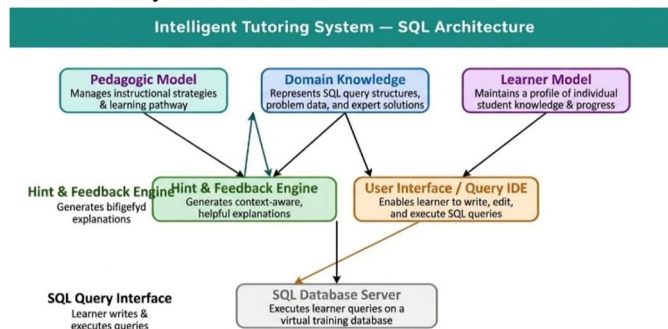 Intelligent Tutoring System — SQL Architecture
Pedagogic Model
Manages instructional strategies
& learning pathway
Domain Knowledge
Represents SQL query structures,
problem data, and expert solutions
Learner Model
Maintains a profile of individual
student knowledge & progress
Hint & Feedback Engine
Generates bifigefyd
explanations
Hint & Feedback Engine
Generates context-aware,
helpful explanations
User Interface / Query IDE
Enables learner to write, edit,
and execute SQL queries
SQL Query Interface
Learner writes &
executes queries
SQL Database Server
Executes learner queries on a
virtual training database